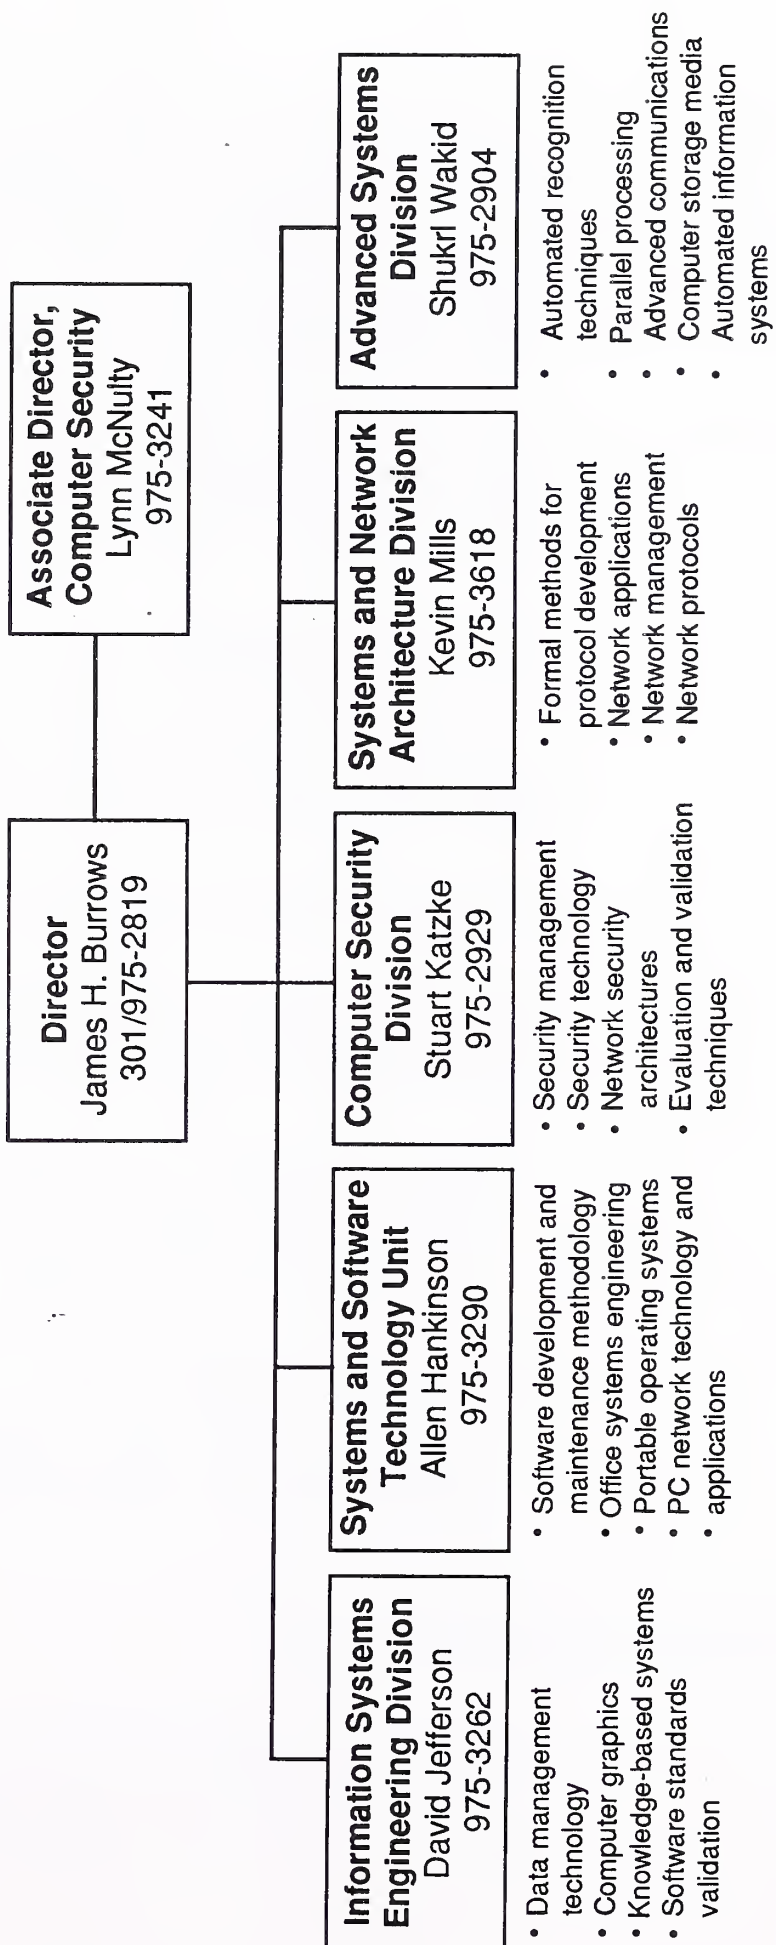 Director
James H. Burrows
301/975-2819
Associate Director,
Computer Security
Lynn McNulty
975-3241
Information Systems
Engineering Division
David Jefferson
975-3262
• Data management
technology
• Computer graphics
• Knowledge-based systems
• Software standards
validation
Systems and Software
Technology Unit
Allen Hankinson
975-3290
• Software development and
maintenance methodology
• Office systems engineering
• Portable operating systems
• PC network technology and
• applications
Computer Security
Division
Stuart Katzke
975-2929
• Security management
• Security technology
• Network security
architectures
• Evaluation and validation
techniques
Systems and Network
Architecture Division
Kevin Mills
975-3618
• Formal methods for
protocol development
• Network applications
• Network management
• Network protocols
Advanced Systems
Division
Shukrl Wakid
975-2904
• Automated recognition
techniques
• Parallel processing
• Advanced communications
• Computer storage media
• Automated information
systems